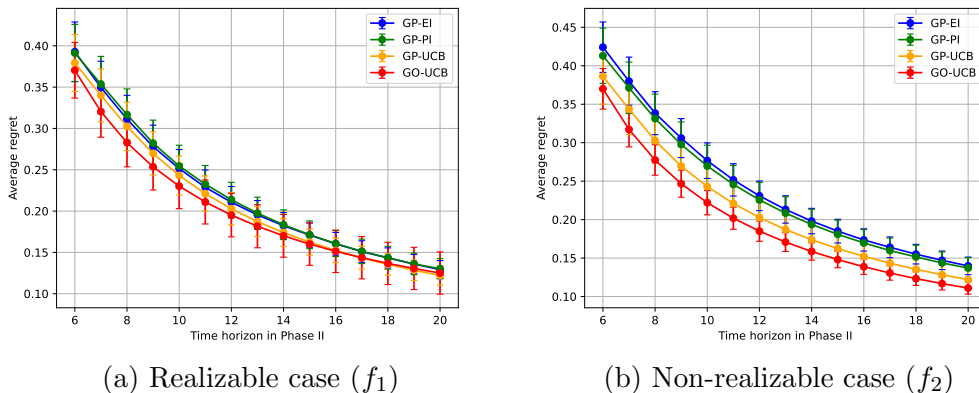 GP-EI
GP-PI
GP-UCB
GO-UCB
0.40
0.35
0.30
0.25
0.20
0.15
0.10
Average regret
6 8 10 12 14 16 18 20
Time horizon in Phase II
(a) Realizable case (f₁)
GP-EI
GP-PI
GP-UCB
GO-UCB
0.45
0.40
0.35
0.30
0.25
0.20
0.15
0.10
Average regret
6 8 10 12 14 16 18 20
Time horizon in Phase II
(b) Non-realizable case (f₂)